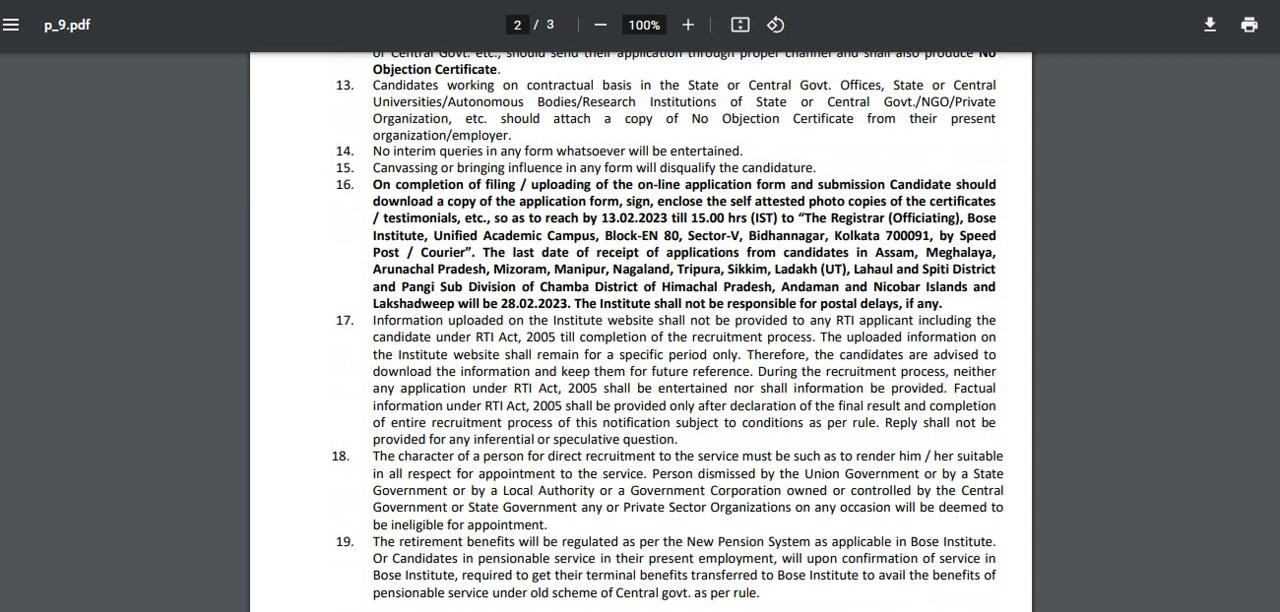 p_9.pdf
2 / 3
100%
or Central Govt. etc., should send their application through proper channel and shall also produce No
Objection Certificate.
13. Candidates working on contractual basis in the State or Central Govt. Offices, State or Central
Universities/Autonomous Bodies/Research Institutions of State or Central Govt./NGO/Private
Organization, etc. should attach a copy of No Objection Certificate from their present
organization/employer.
14. No interim queries in any form whatsoever will be entertained.
15. Canvassing or bringing influence in any form will disqualify the candidature.
16. On completion of filing / uploading of the on-line application form and submission Candidate should
download a copy of the application form, sign, enclose the self attested photo copies of the certificates
/ testimonials, etc., so as to reach by 13.02.2023 till 15.00 hrs (IST) to “The Registrar (Officiating), Bose
Institute, Unified Academic Campus, Block-EN 80, Sector-V, Bidhannagar, Kolkata 700091, by Speed
Post / Courier”. The last date of receipt of applications from candidates in Assam, Meghalaya,
Arunachal Pradesh, Mizoram, Manipur, Nagaland, Tripura, Sikkim, Ladakh (UT), Lahaul and Spiti District
and Pangi Sub Division of Chamba District of Himachal Pradesh, Andaman and Nicobar Islands and
Lakshadweep will be 28.02.2023. The Institute shall not be responsible for postal delays, if any.
17. Information uploaded on the Institute website shall not be provided to any RTI applicant including the
candidate under RTI Act, 2005 till completion of the recruitment process. The uploaded information on
the Institute website shall remain for a specific period only. Therefore, the candidates are advised to
download the information and keep them for future reference. During the recruitment process, neither
any application under RTI Act, 2005 shall be entertained nor shall information be provided. Factual
information under RTI Act, 2005 shall be provided only after declaration of the final result and completion
of entire recruitment process of this notification subject to conditions as per rule. Reply shall not be
provided for any inferential or speculative question.
18. The character of a person for direct recruitment to the service must be such as to render him / her suitable
in all respect for appointment to the service. Person dismissed by the Union Government or by a State
Government or by a Local Authority or a Government Corporation owned or controlled by the Central
Government or State Government any or Private Sector Organizations on any occasion will be deemed to
be ineligible for appointment.
19. The retirement benefits will be regulated as per the New Pension System as applicable in Bose Institute.
Or Candidates in pensionable service in their present employment, will upon confirmation of service in
Bose Institute, required to get their terminal benefits transferred to Bose Institute to avail the benefits of
pensionable service under old scheme of Central govt. as per rule.